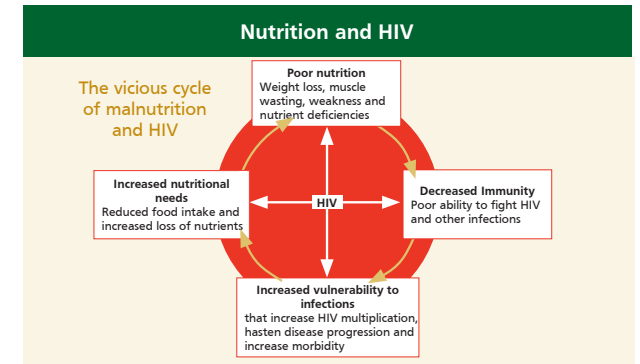 Nutrition and HIV
The vicious cycle
of malnutrition
and HIV
Poor nutrition
Weight loss, muscle
wasting, weakness and
nutrient deficiencies
Increased nutritional
needs
Reduced food intake and
increased loss of nutrients
HIV
Decreased Immunity
Poor ability to fight HIV
and other infections
Increased vulnerability to
infections
that increase HIV multiplication,
hasten disease progression and
increase morbidity